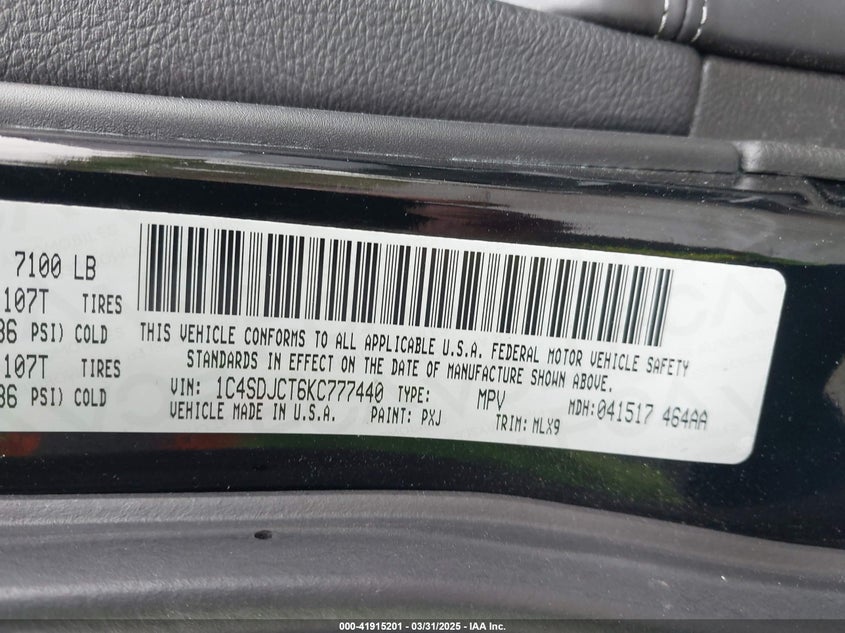 7100 LB
107T TIRES
36 PSI) COLD
107T TIRES
36 PSI) COLD
THIS VEHICLE CONFORMS TO ALL APPLICABLE U.S.A. FEDERAL MOTOR VEHICLE SAFETY
STANDARDS IN EFFECT ON THE DATE OF MANUFACTURE SHOWN ABOVE.
VIN: 1C4SDJCT6KC777440 TYPE: MPV MDH:041517 464AA
VEHICLE MADE IN U.S.A. PAINT: PXJ TRIM: MLX9
000-41915201 - 03/31/2025 - IAA Inc.